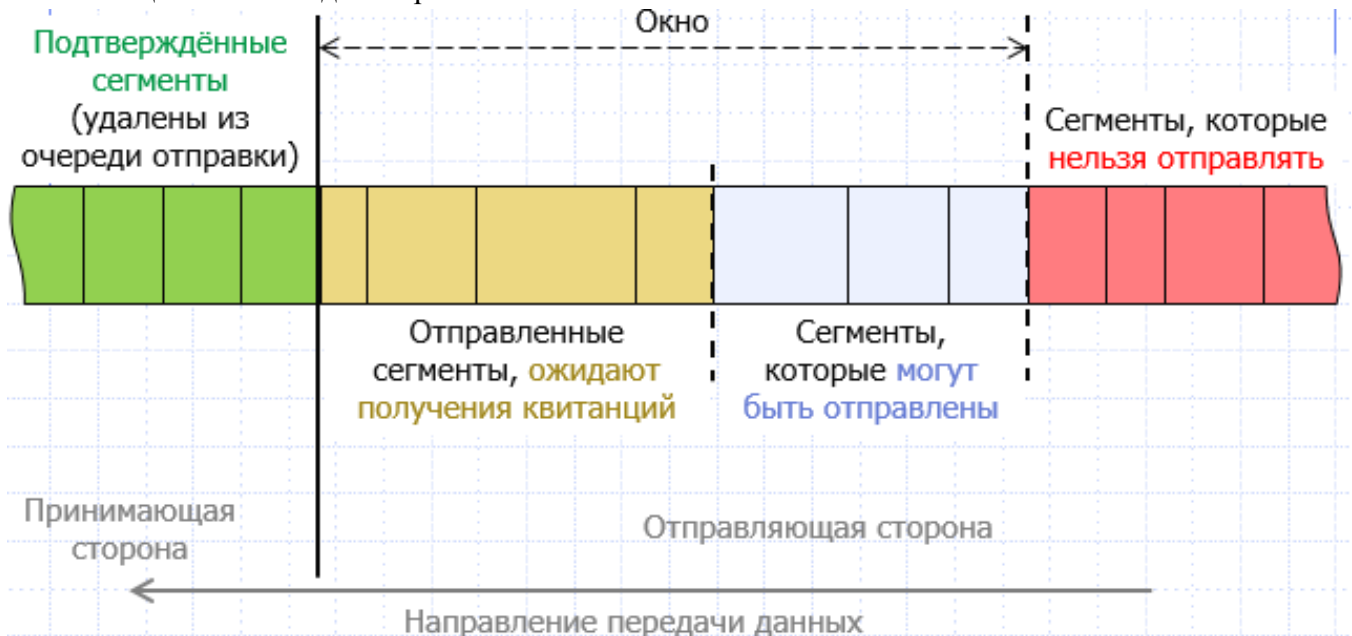 Окно
Подтверждённые
сегменты
(удалены из
очереди отправки)
Сегменты, которые
нельзя отправлять
Отправленные
сегменты, ожидают
получения квитанций
Сегменты,
которые могут
быть отправлены
Принимающая
сторона
Отправляющая сторона
Направление передачи данных